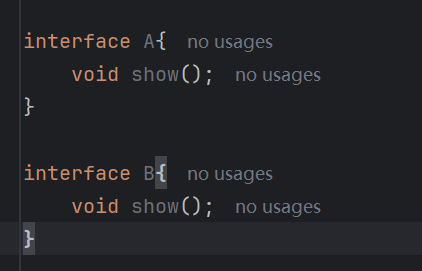 interface A{ no usages
void show(); no usages
}
interface B{ no usages
void show(); no usages
}